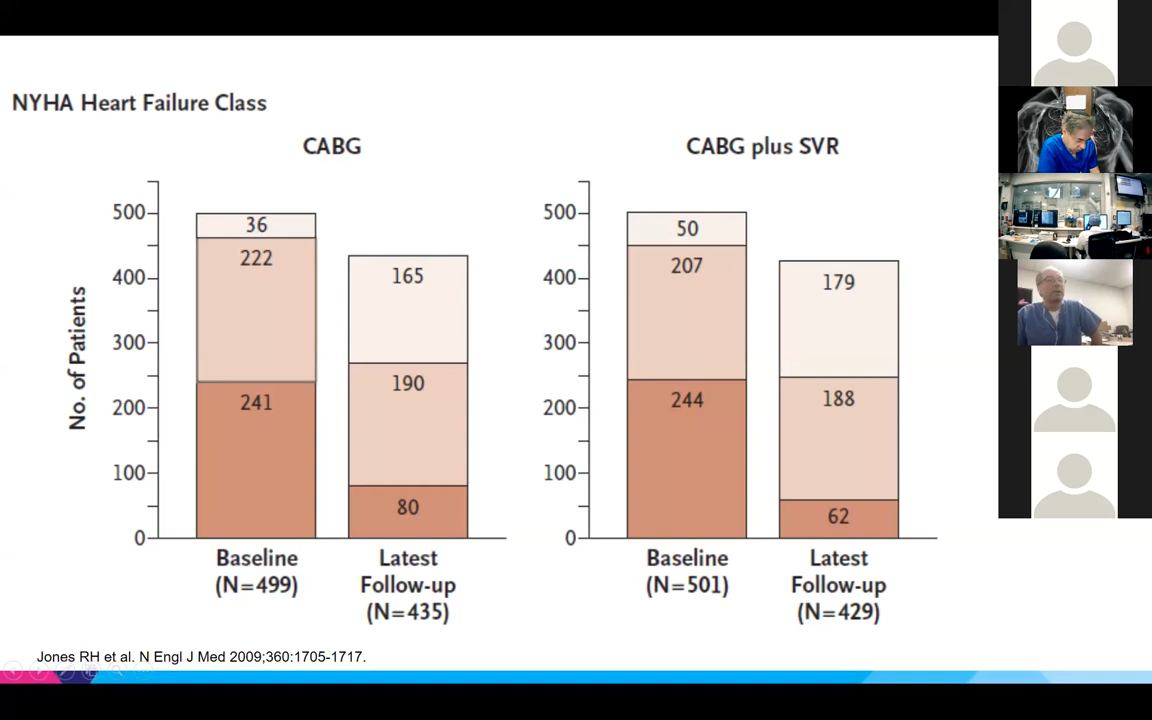 NYHA Heart Failure Class
CABG
500
400
300
200
100
0
No. of Patients
36
222
241
165
190
80
Baseline
(N=499)
Latest
Follow-up
(N=435)
CABG plus SVR
500
400
300
200
100
0
50
207
244
179
188
62
Baseline
(N=501)
Latest
Follow-up
(N=429)
Jones RH et al. N Engl J Med 2009;360:1705-1717.